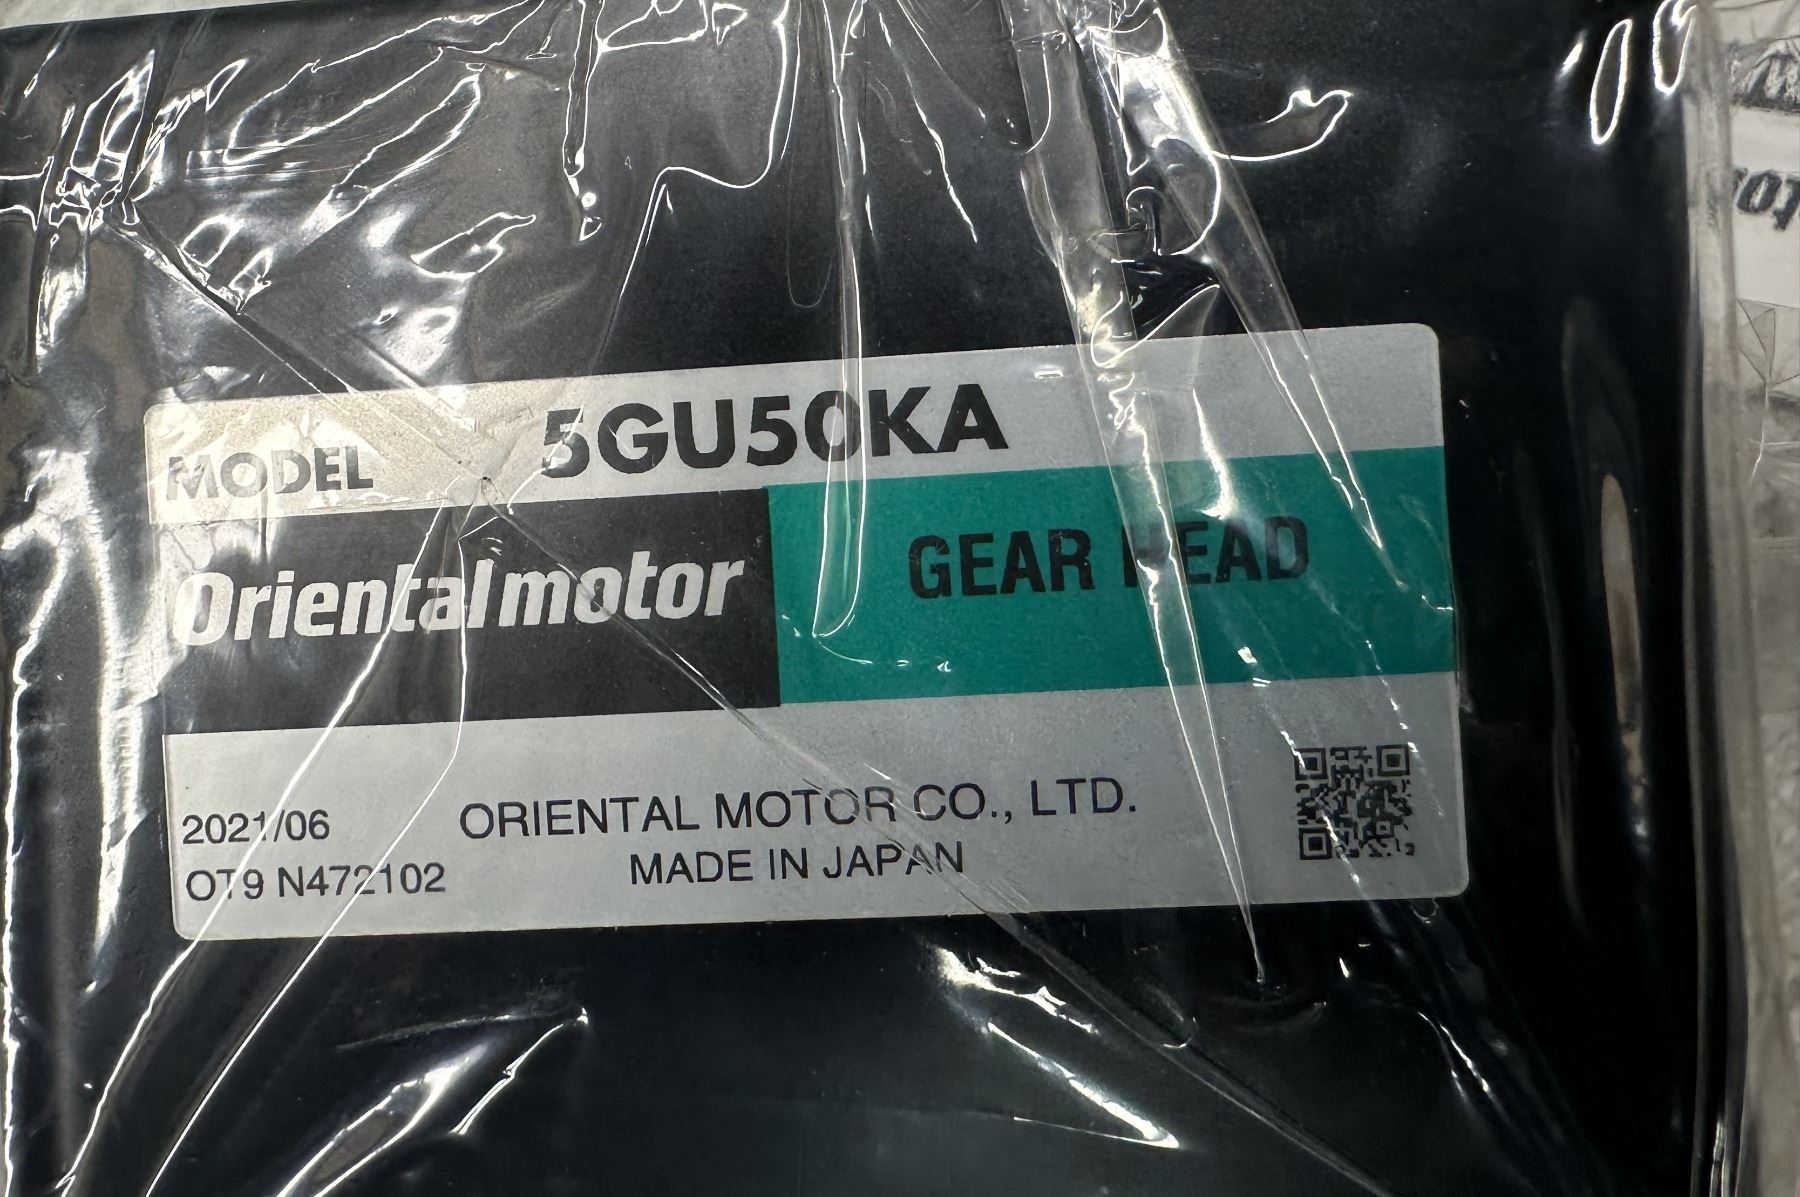 MODEL 5GU50KA
Orientalmotor GEAR HEAD
2021/06 ORIENTAL MOTOR CO., LTD.
OT9 N472102 MADE IN JAPAN